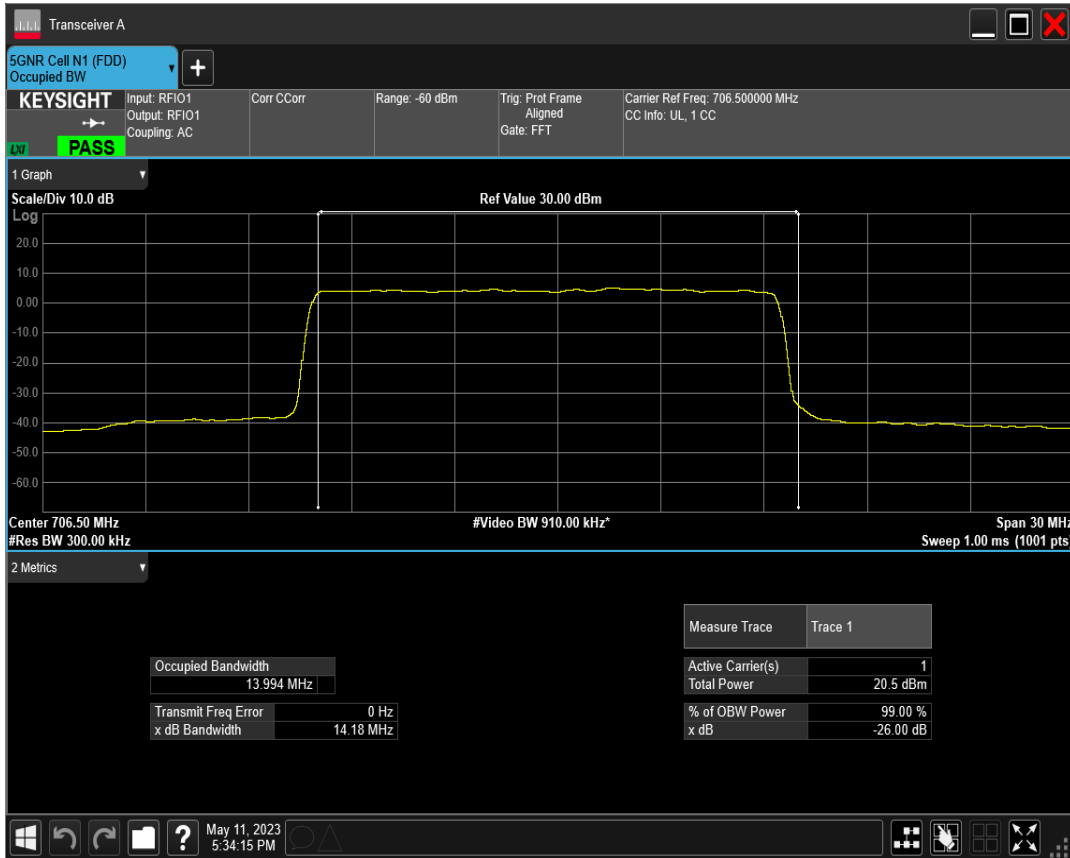 Transceiver A
5GNR Cell N1 (FDD)
Occupied BW
+
KEYSIGHT
LXI
PASS
Input: RFIO1
Output: RFIO1
Coupling: AC
Corr CCorr
Range: -60 dBm
Trig: Prot Frame
Aligned
Gate: FFT
Carrier Ref Freq: 706.500000 MHz
CC Info: UL, 1 CC
1 Graph
Scale/Div 10.0 dB
Ref Value 30.00 dBm
Log
20.0
10.0
0.00
-10.0
-20.0
-30.0
-40.0
-50.0
-60.0
Center 706.50 MHz
#Video BW 910.00 kHz*
Span 30 MHz
#Res BW 300.00 kHz
Sweep 1.00 ms (1001 pts)
2 Metrics
Measure Trace Trace 1
Occupied Bandwidth
13.994 MHz
Active Carrier(s) 1
Total Power 20.5 dBm
Transmit Freq Error 0 Hz
x dB Bandwidth 14.18 MHz
% of OBW Power 99.00 %
x dB -26.00 dB
?
May 11, 2023
5:34:15 PM